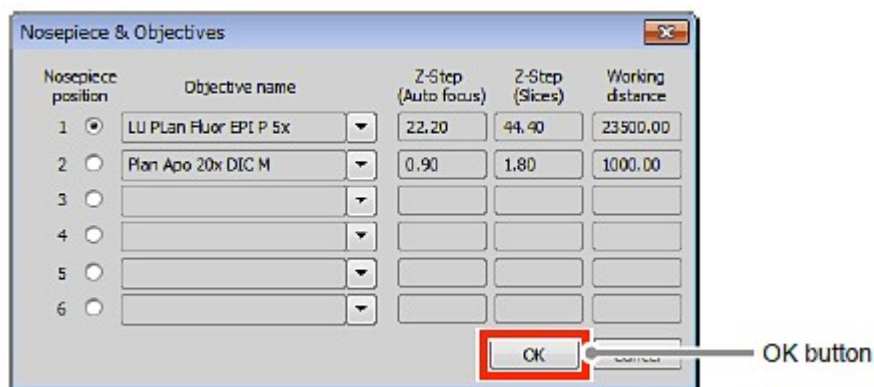 Nosepiece & Objectives
Nosepiece position Objective name Z-Step (Auto focus) Z-Step (Slices) Working distance
1 LU PLan Fluor EPI P 5x 22.20 44.40 23500.00
2 Plan Apo 20x DIC M 0.90 1.80 1000.00
3
4
5
6
OK Cancel OK button